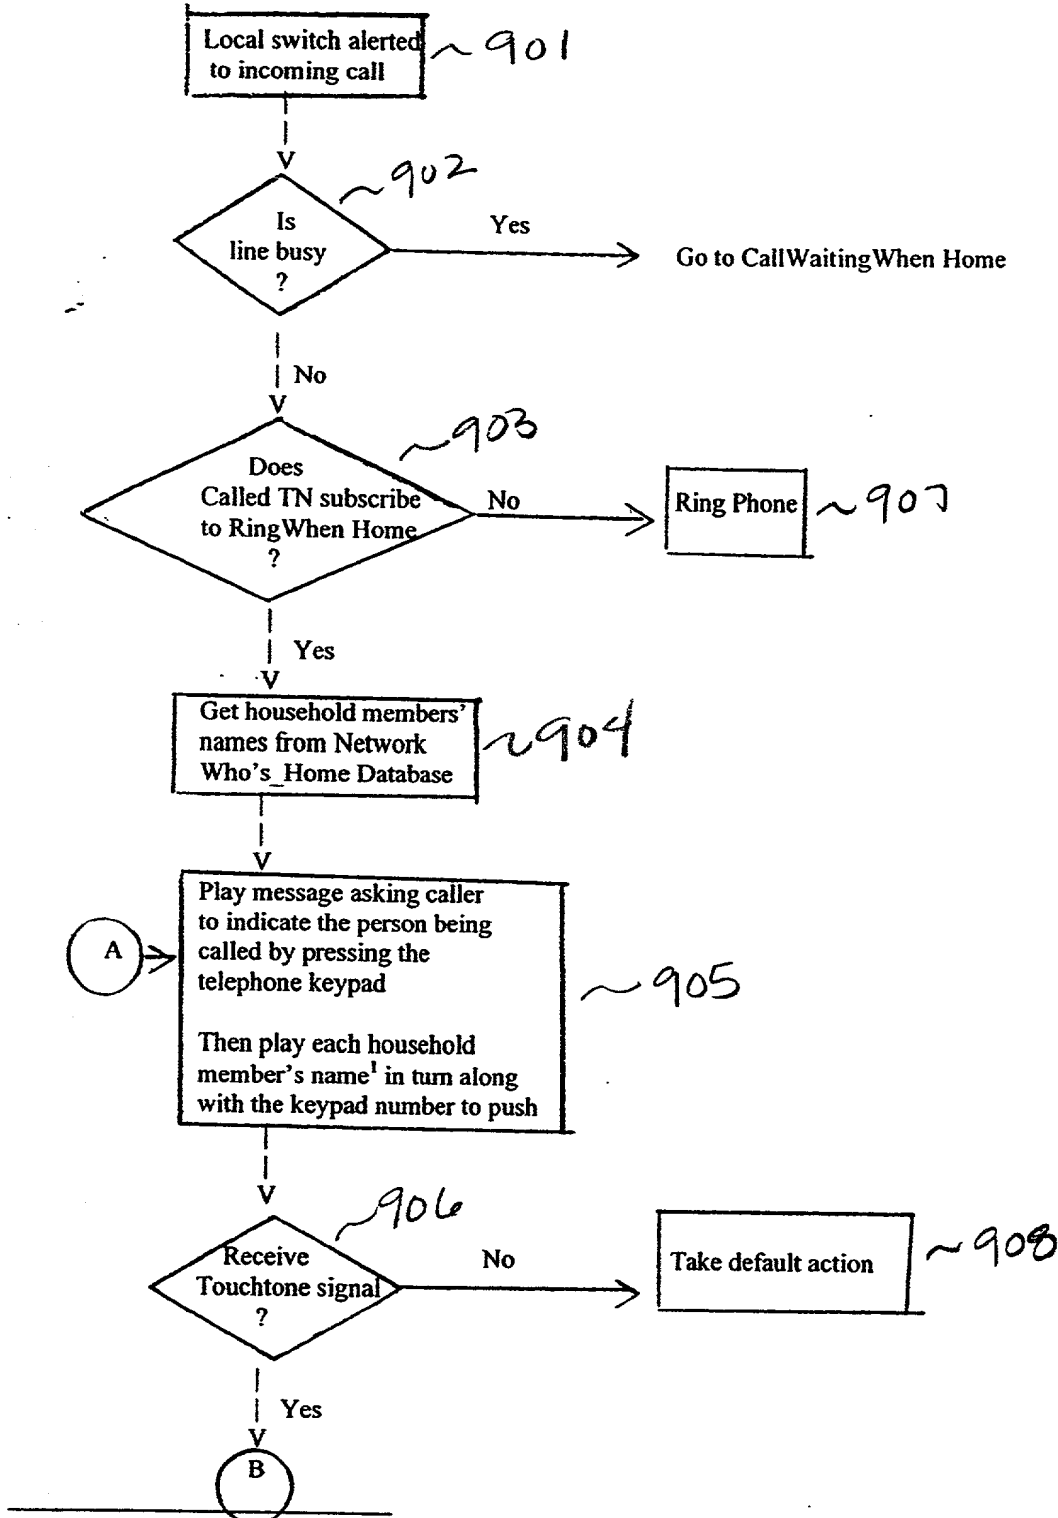 Local switch alerted
to incoming call
~901
~902
Is
line busy
?
Yes
Go to CallWaitingWhen Home
No
~903
Does
Called TN subscribe
to RingWhen Home
?
No
Ring Phone
~907
Yes
Get household members'
names from Network
Who's_Home Database
~904
A
Play message asking caller
to indicate the person being
called by pressing the
telephone keypad
Then play each household
member's name¹ in turn along
with the keypad number to push
~905
~906
Receive
Touchtone signal
?
No
Take default action
~908
Yes
B